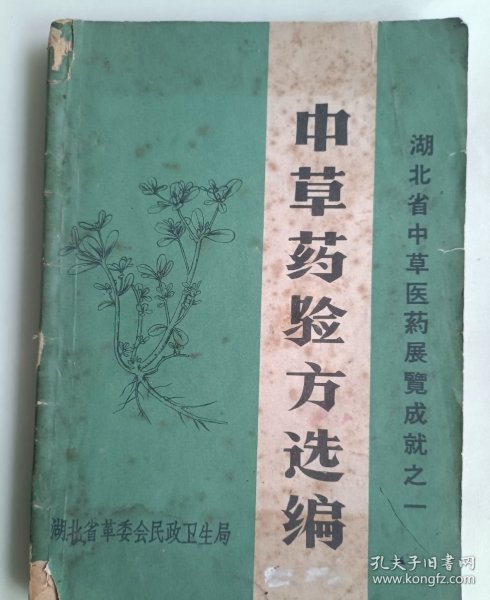 湖北省中草医药展覽成就之一
中草药验方选编
湖北省革委会民政卫生局
孔夫子旧书网
www.kongfz.com